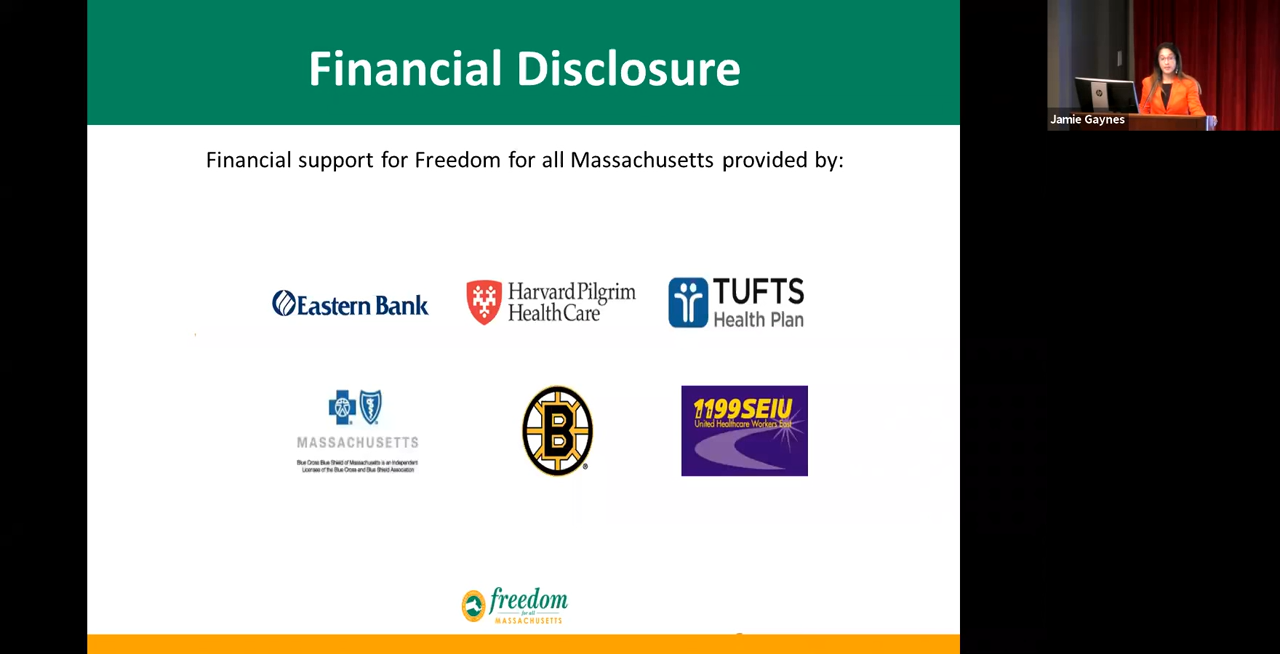 Financial Disclosure
Jamie Gaynes
Financial support for Freedom for all Massachusetts provided by:
Eastern Bank
Harvard Pilgrim
HealthCare
TUFTS
Health Plan
MASSACHUSETTS
Blue Cross Blue Shield of Massachusetts is an Independent
Licensee of the Blue Cross and Blue Shield Association
B
®
1199SEIU
United Healthcare Workers East
freedom
for all
MASSACHUSETTS